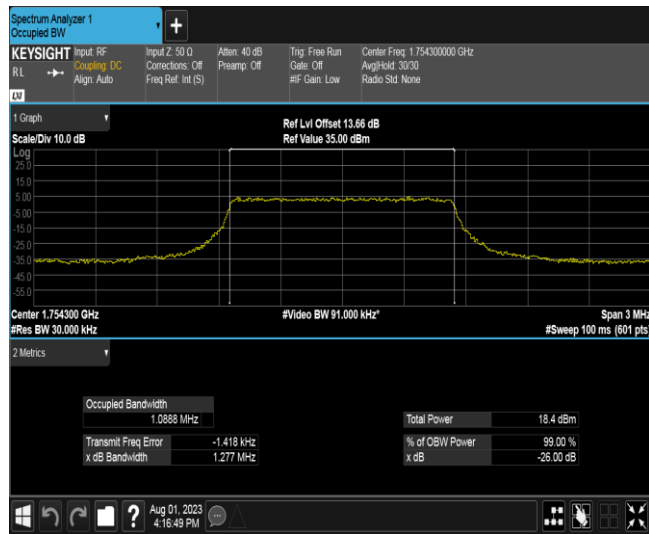 Spectrum Analyzer 1
Occupied BW
KEYSIGHT
RL
LXI
Input: RF
Coupling: DC
Align: Auto
Input Z: 50 Ω
Corrections: Off
Freq Ref: Int (S)
Atten: 40 dB
Preamp: Off
Trig: Free Run
Gate: Off
#IF Gain: Low
Center Freq: 1.754300000 GHz
Avg|Hold: 30/30
Radio Std: None
1 Graph
Scale/Div 10.0 dB
Ref Lvl Offset 13.66 dB
Ref Value 35.00 dBm
Log
25.0
15.0
5.00
-5.00
-15.0
-25.0
-35.0
-45.0
-55.0
Center 1.754300 GHz
#Res BW 30.000 kHz
#Video BW 91.000 kHz*
Span 3 MHz
#Sweep 100 ms (601 pts)
2 Metrics
Occupied Bandwidth
1.0888 MHz
Transmit Freq Error -1.418 kHz
x dB Bandwidth 1.277 MHz
Total Power 18.4 dBm
% of OBW Power 99.00 %
x dB -26.00 dB
?
Aug 01, 2023
4:16:49 PM